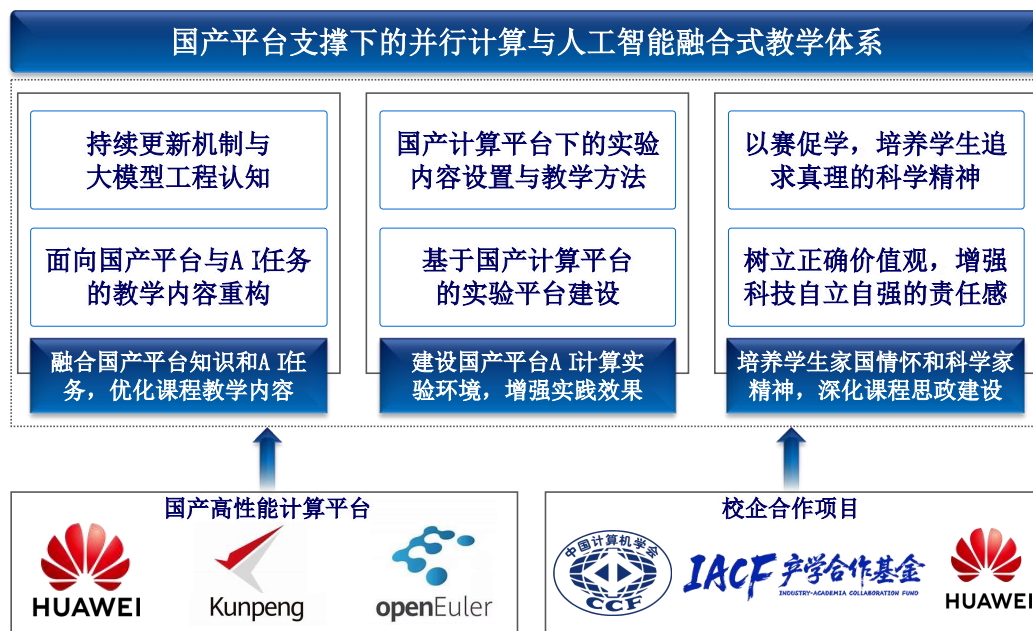 国产平台支撑下的并行计算与人工智能融合式教学体系
持续更新机制与
大模型工程认知
面向国产平台与AI任务
的教学内容重构
融合国产平台知识和AI任
务，优化课程教学内容
国产计算平台下的实验
内容设置与教学方法
基于国产计算平台
的实验平台建设
建设国产平台AI计算实
验环境，增强实践效果
以赛促学，培养学生追
求真理的科学精神
树立正确价值观，增强
科技自立自强的责任感
培养学生家国情怀和科学家
精神，深化课程思政建设
国产高性能计算平台
HUAWEI
Kunpeng
openEuler
校企合作项目
中国计算机学会
CCF
IACF 产学合作基金
INDUSTRY-ACADEMIA COLLABORATION FUND
HUAWEI